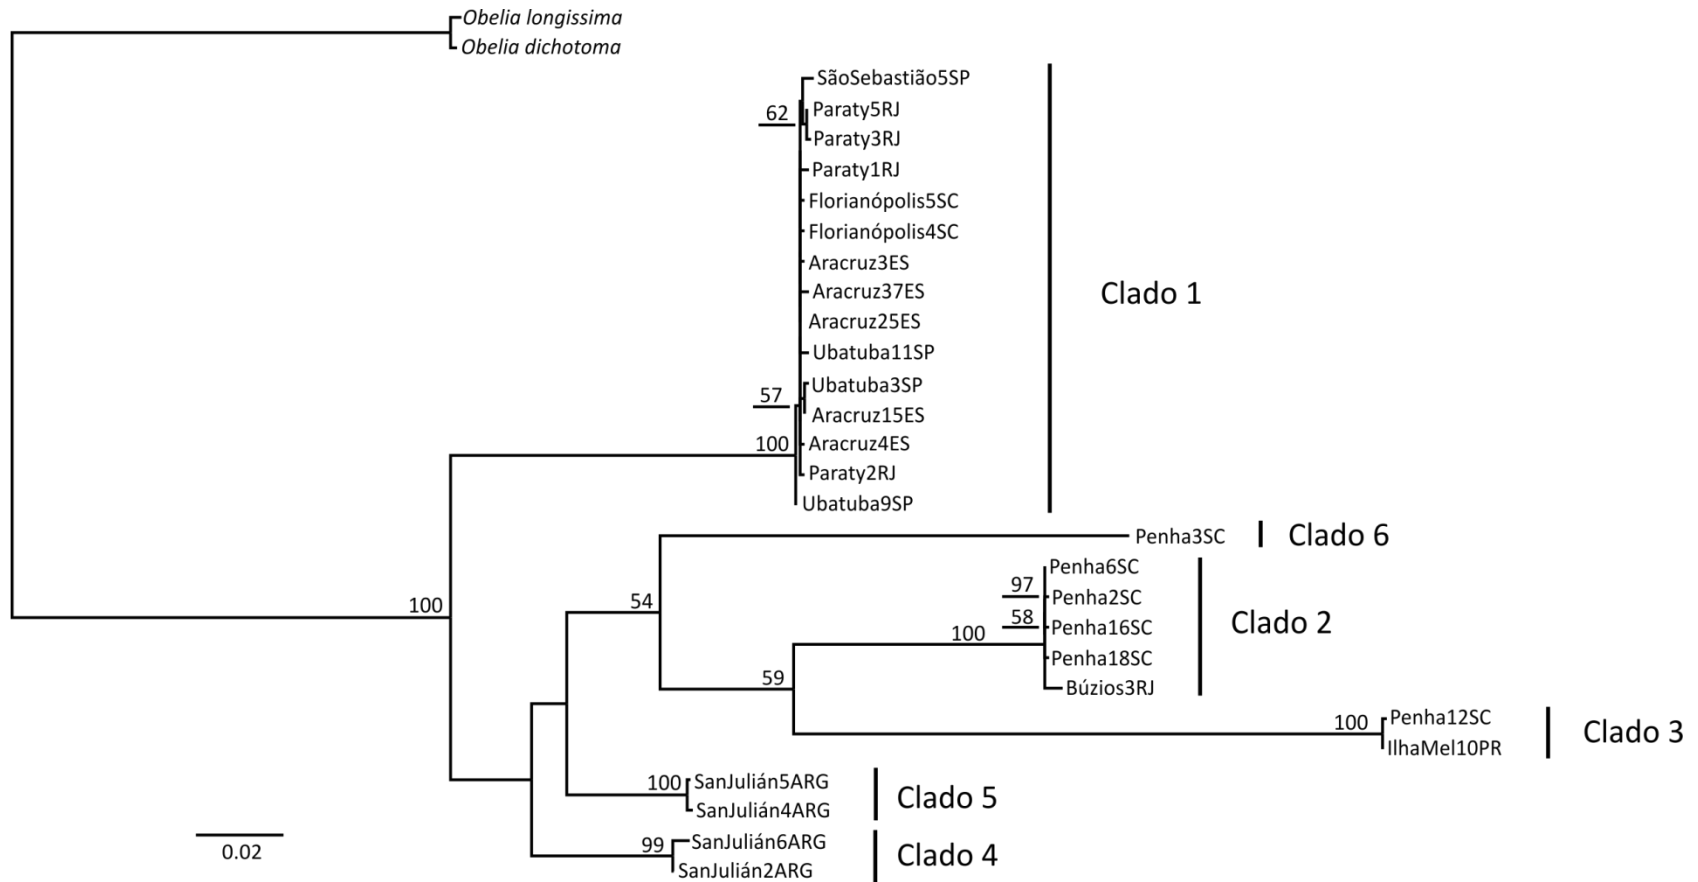 Obelia longissima
Obelia dichotoma
SãoSebastião5SP
62
Paraty5RJ
Paraty3RJ
Paraty1RJ
Florianópolis5SC
Florianópolis4SC
Aracruz3ES
Aracruz37ES
Clado 1
Aracruz25ES
Ubatuba11SP
57
Ubatuba3SP
Aracruz15ES
100
Aracruz4ES
Paraty2RJ
Ubatuba9SP
Penha3SC
Clado 6
Penha6SC
97
Penha2SC
100
54
58
Penha16SC
Clado 2
100
Penha18SC
59
Búzios3RJ
100
Penha12SC
Clado 3
IlhaMel10PR
100
SanJulián5ARG
Clado 5
SanJulián4ARG
0.02
99
SanJulián6ARG
Clado 4
SanJulián2ARG